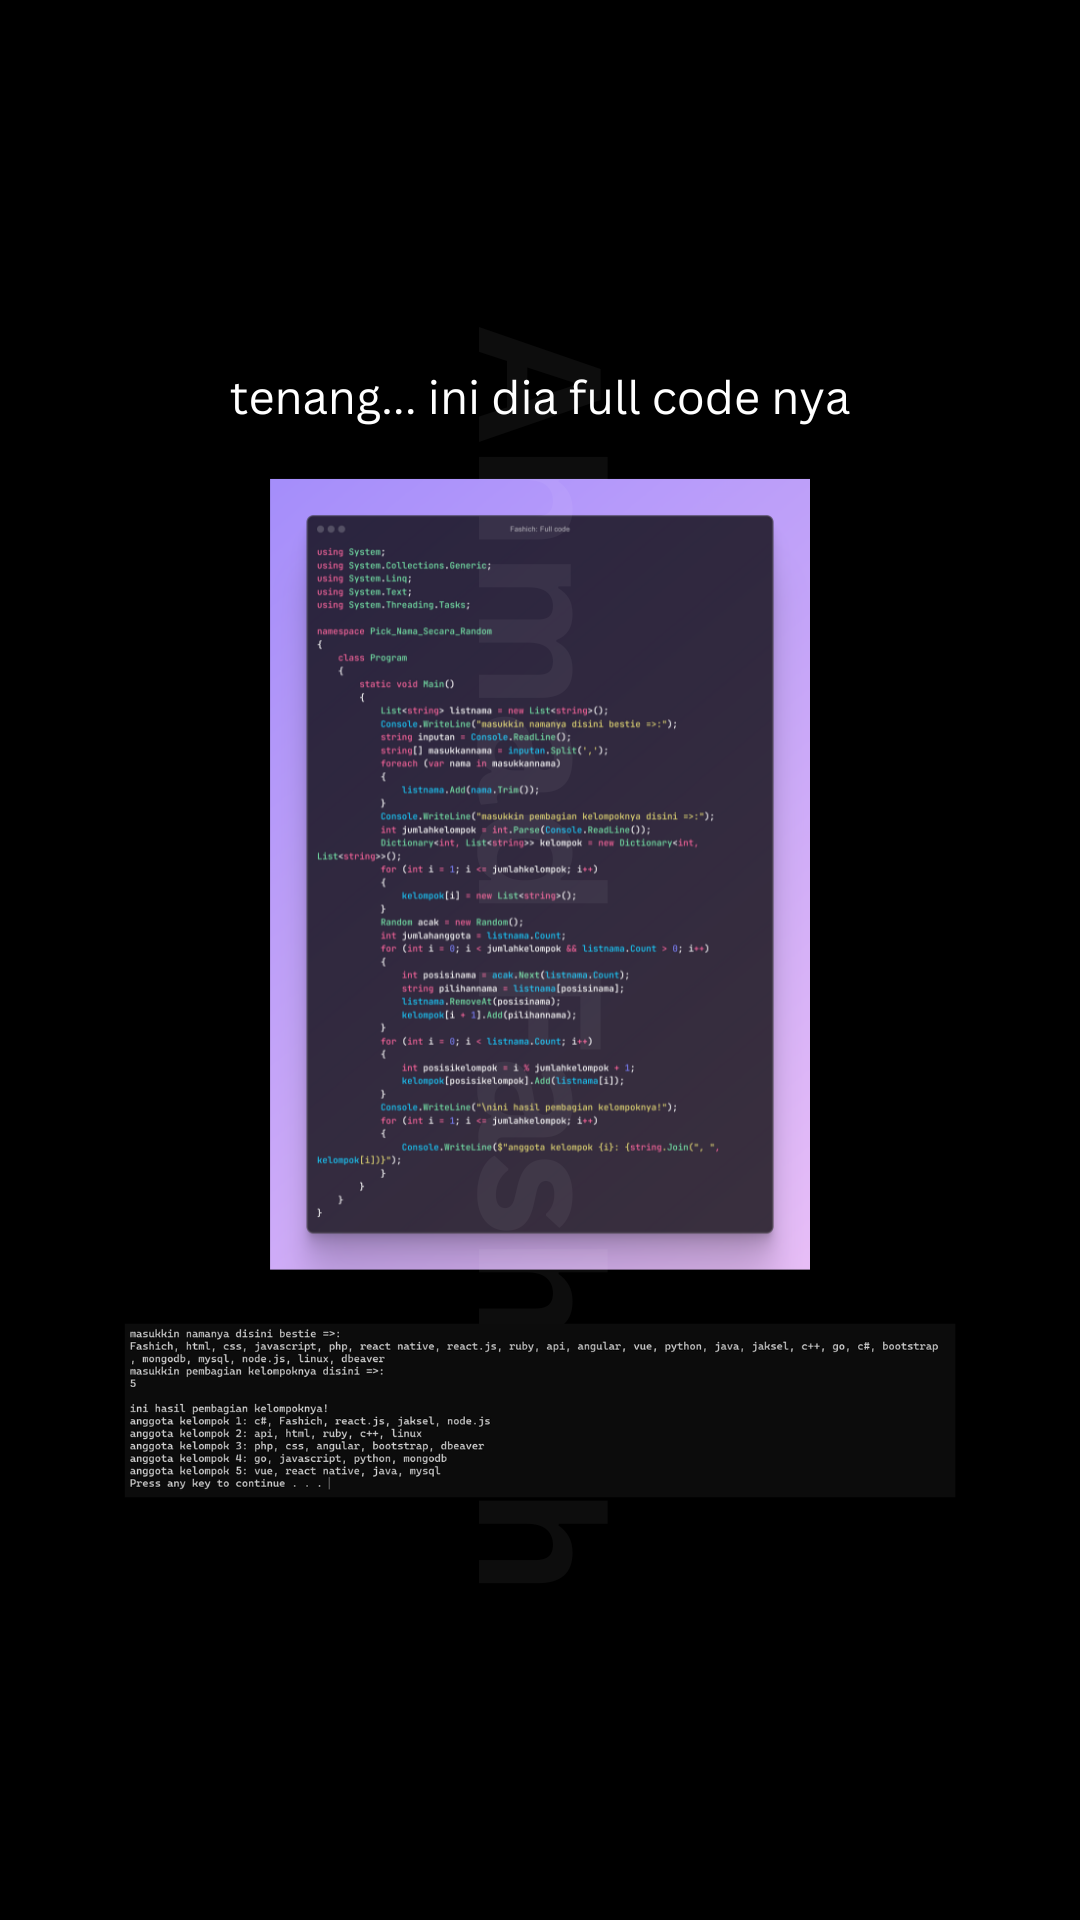 tenang... ini dia full code nya
Fashich: Full code
using System;
using System.Collections.Generic;
using System.Linq;
using System.Text;
using System.Threading.Tasks;
namespace Pick_Nama_Secara_Random
{
    class Program
    {
        static void Main()
        {
            List<string> listnama = new List<string>();
            Console.WriteLine("masukkin namanya disini bestie =>:");
            string inputan = Console.ReadLine();
            string[] masukkannama = inputan.Split(',');
            foreach (var nama in masukkannama)
            {
                listnama.Add(nama.Trim());
            }
            Console.WriteLine("masukkin pembagian kelompoknya disini =>:");
            int jumlahkelompok = int.Parse(Console.ReadLine());
            Dictionary<int, List<string>> kelompok = new Dictionary<int,
List<string>>();
            for (int i = 1; i <= jumlahkelompok; i++)
            {
                kelompok[i] = new List<string>();
            }
            Random acak = new Random();
            int jumlahanggota = listnama.Count;
            for (int i = 0; i < jumlahkelompok && listnama.Count > 0; i++)
            {
                int posisinama = acak.Next(listnama.Count);
                string pilihannama = listnama[posisinama];
                listnama.RemoveAt(posisinama);
                kelompok[i + 1].Add(pilihannama);
            }
            for (int i = 0; i < listnama.Count; i++)
            {
                int posisikelompok = i % jumlahkelompok + 1;
                kelompok[posisikelompok].Add(listnama[i]);
            }
            Console.WriteLine("\nini hasil pembagian kelompoknya!");
            for (int i = 1; i <= jumlahkelompok; i++)
            {
                Console.WriteLine($"anggota kelompok {i}: {string.Join(", ",
kelompok[i])}");
            }
        }
    }
}
masukkin namanya disini bestie =>:
Fashich, html, css, javascript, php, react native, react.js, ruby, api, angular, vue, python, java, jaksel, c++, go, c#, bootstrap
, mongodb, mysql, node.js, linux, dbeaver
masukkin pembagian kelompoknya disini =>:
5
ini hasil pembagian kelompoknya!
anggota kelompok 1: c#, Fashich, react.js, jaksel, node.js
anggota kelompok 2: api, html, ruby, c++, linux
anggota kelompok 3: php, css, angular, bootstrap, dbeaver
anggota kelompok 4: go, javascript, python, mongodb
anggota kelompok 5: vue, react native, java, mysql
Press any key to continue . . .